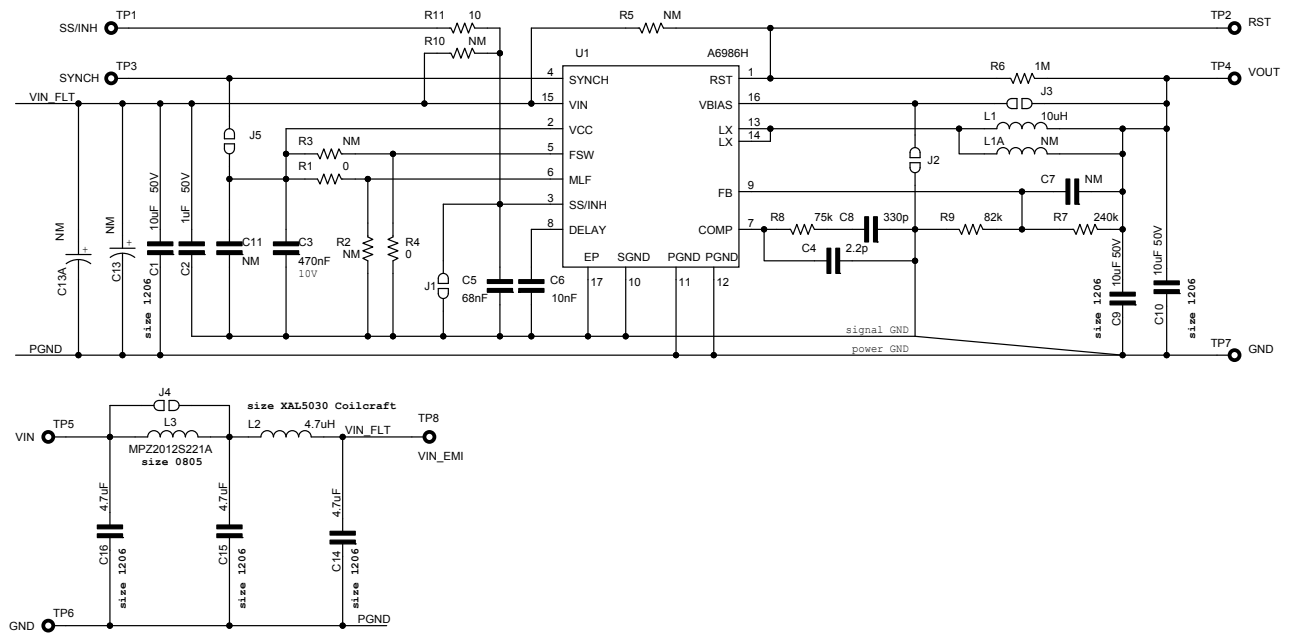 TP1
SS/INH
R11 10
R10 NM
R5 NM
TP2
RST
TP3
SYNCH
U1
A6986H
R6 1M
TP4
VOUT
VIN_FLT
4 SYNCH
15 VIN
2 VCC
5 FSW
6 MLF
3 SS/INH
8 DELAY
RST 1
VBIAS 16
LX 13
LX 14
FB 9
COMP 7
EP SGND PGND PGND
17 10 11 12
J3
L1 10uH
L1A NM
J2
J5
R3 NM
R1 0
C7 NM
R8 75k
C8 330p
C4 2.2p
R9 82k
R7 240k
C13A NM
+
C13 NM
+
C1 10uF 50V
size 1206
C2 1uF 50V
C11
NM
C3
470nF
10V
R2
NM
R4
0
J1
C5
68nF
C6
10nF
C9 10uF 50V
size 1206
C10 10uF 50V
size 1206
signal GND
power GND
PGND
TP7
GND
J4
size XAL5030 Coilcraft
VIN
TP5
L3
MPZ2012S221A
size 0805
L2 4.7uH
VIN_FLT
TP8
VIN_EMI
C16 4.7uF
size 1206
C15 4.7uF
size 1206
C14 4.7uF
size 1206
GND
TP6
PGND